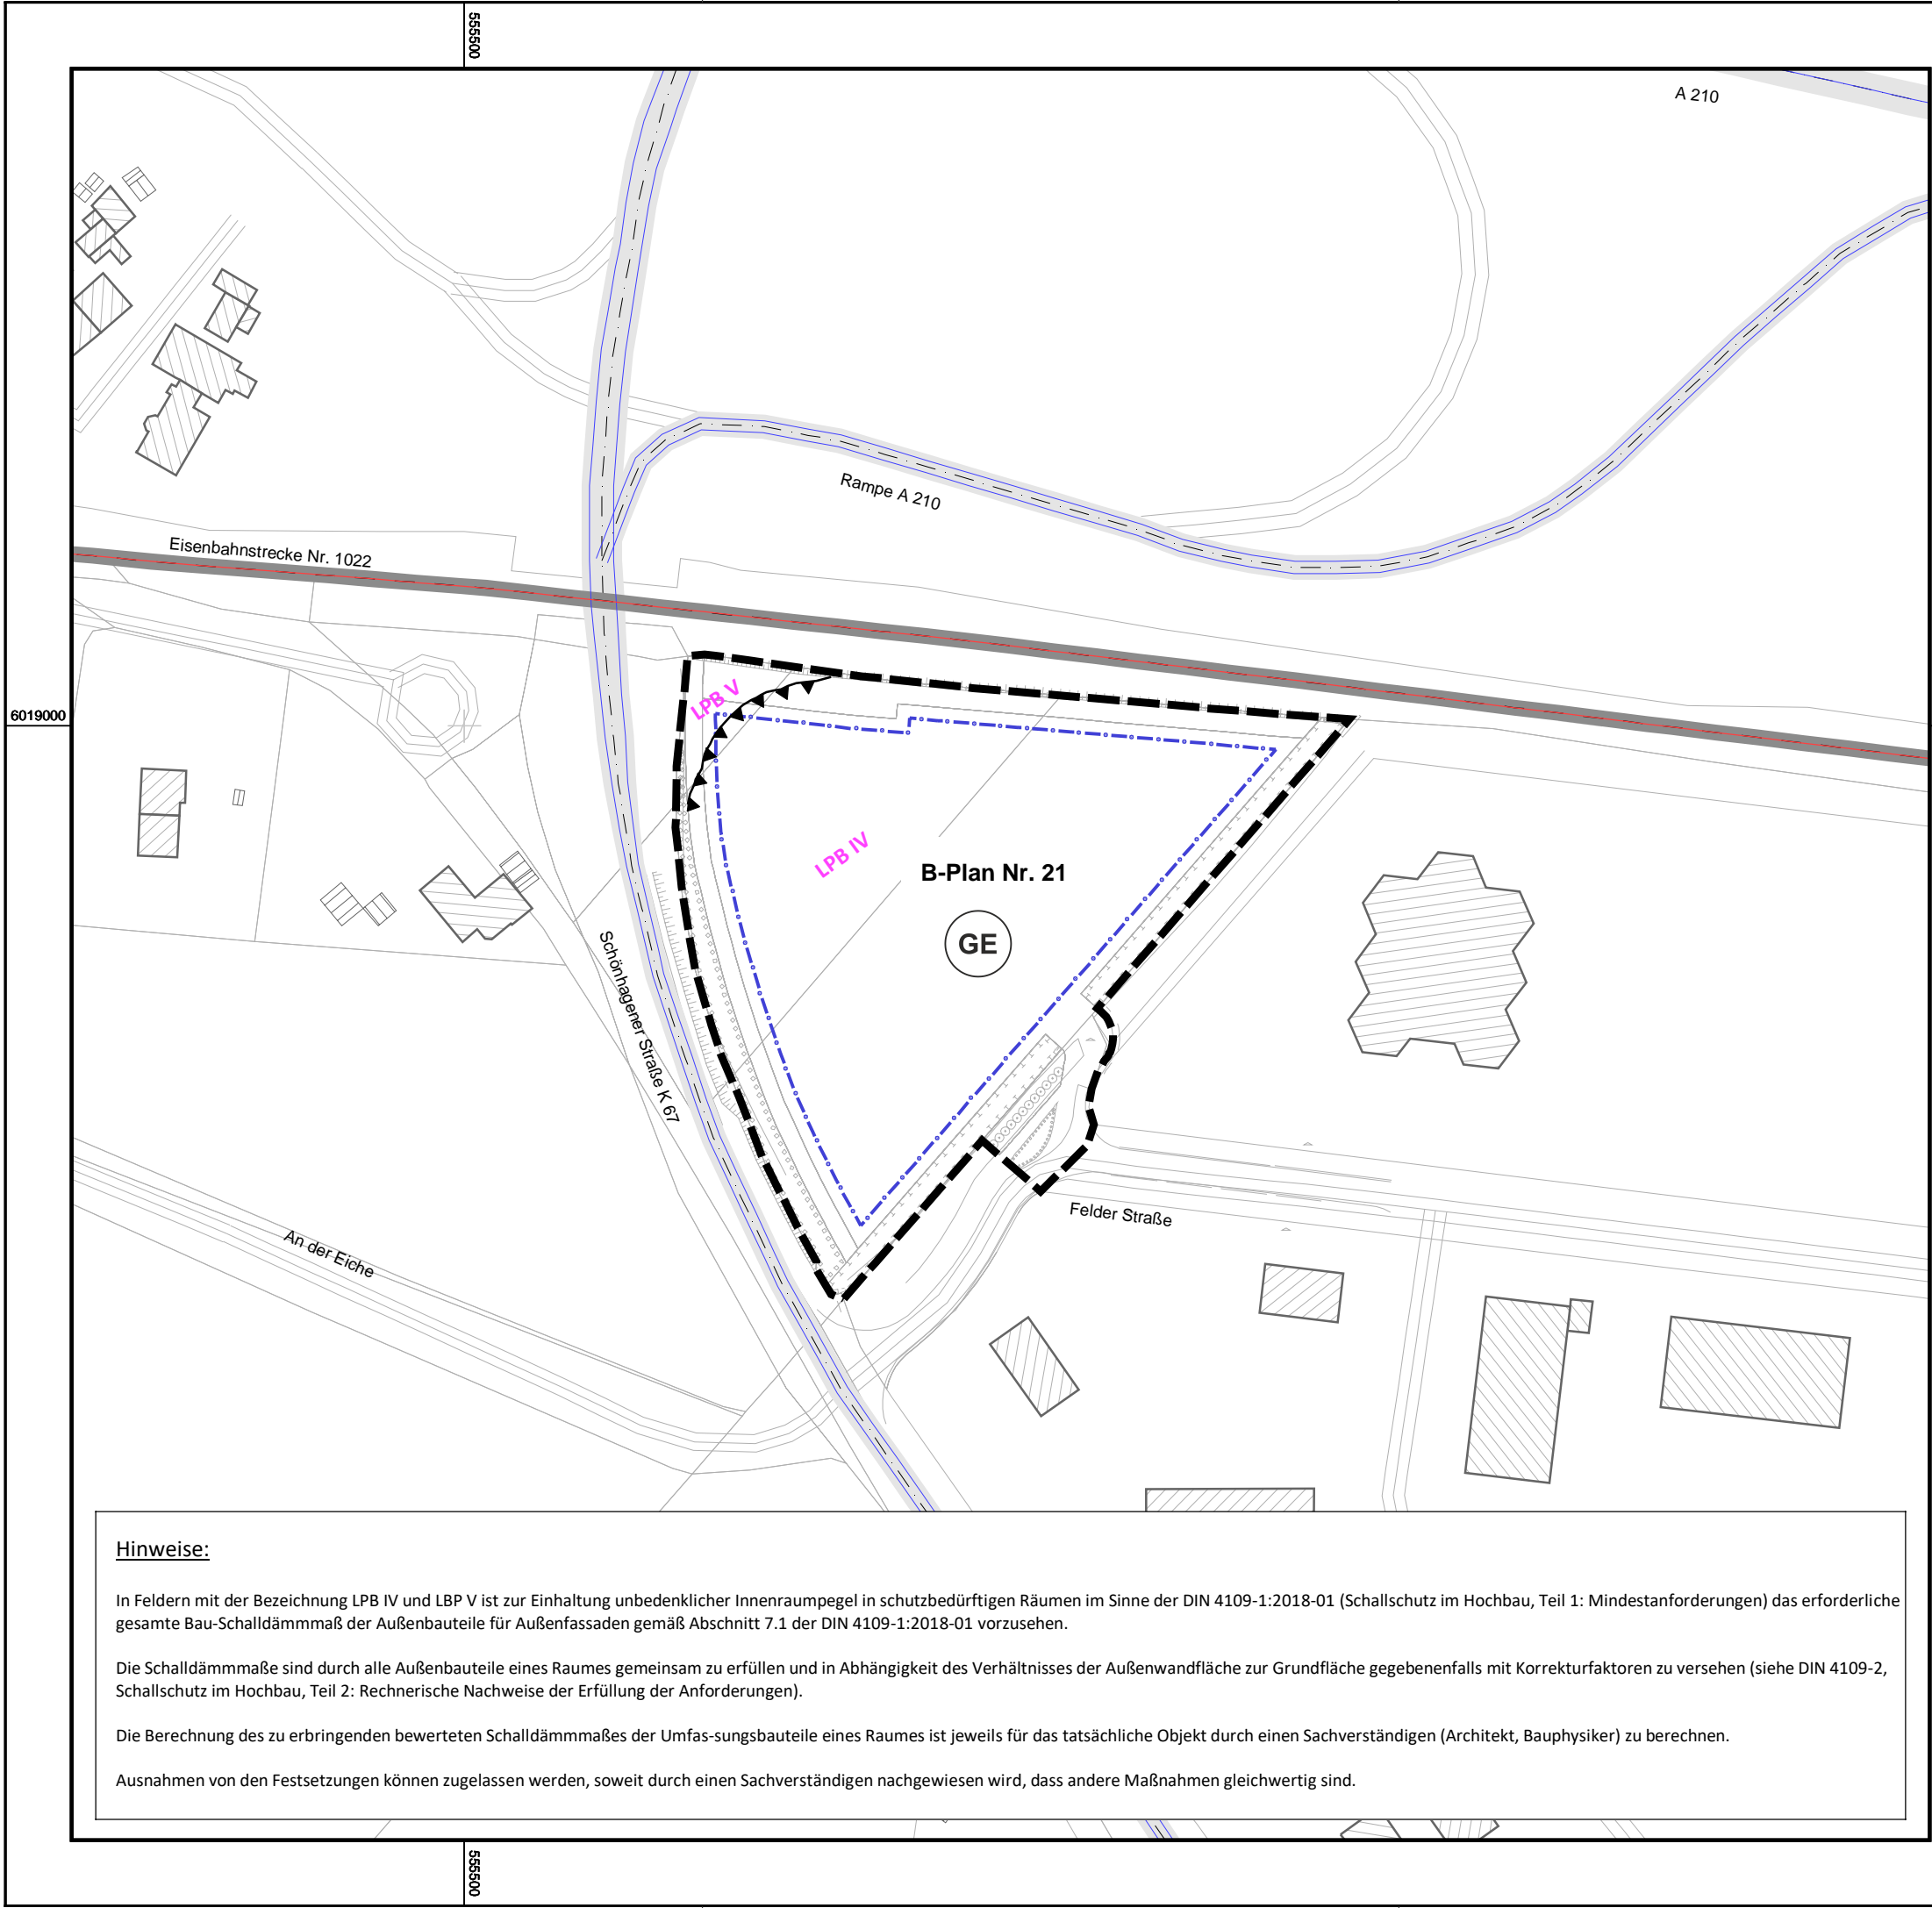 555500
A 210
Rampe A 210
Eisenbahnstrecke Nr. 1022
LPB V
6019000
LPB IV
B-Plan Nr. 21
GE
Schönhagener Straße K 67
Felder Straße
An der Eiche
Hinweise:
In Feldern mit der Bezeichnung LPB IV und LBP V ist zur Einhaltung unbedenklicher Innenraumpegel in schutzbedürftigen Räumen im Sinne der DIN 4109-1:2018-01 (Schallschutz im Hochbau, Teil 1: Mindestanforderungen) das erforderliche
gesamte Bau-Schalldämmmaß der Außenbauteile für Außenfassaden gemäß Abschnitt 7.1 der DIN 4109-1:2018-01 vorzusehen.
Die Schalldämmmaße sind durch alle Außenbauteile eines Raumes gemeinsam zu erfüllen und in Abhängigkeit des Verhältnisses der Außenwandfläche zur Grundfläche gegebenenfalls mit Korrekturfaktoren zu versehen (siehe DIN 4109-2,
Schallschutz im Hochbau, Teil 2: Rechnerische Nachweise der Erfüllung der Anforderungen).
Die Berechnung des zu erbringenden bewerteten Schalldämmmaßes der Umfas-sungsbauteile eines Raumes ist jeweils für das tatsächliche Objekt durch einen Sachverständigen (Architekt, Bauphysiker) zu berechnen.
Ausnahmen von den Festsetzungen können zugelassen werden, soweit durch einen Sachverständigen nachgewiesen wird, dass andere Maßnahmen gleichwertig sind.
555500